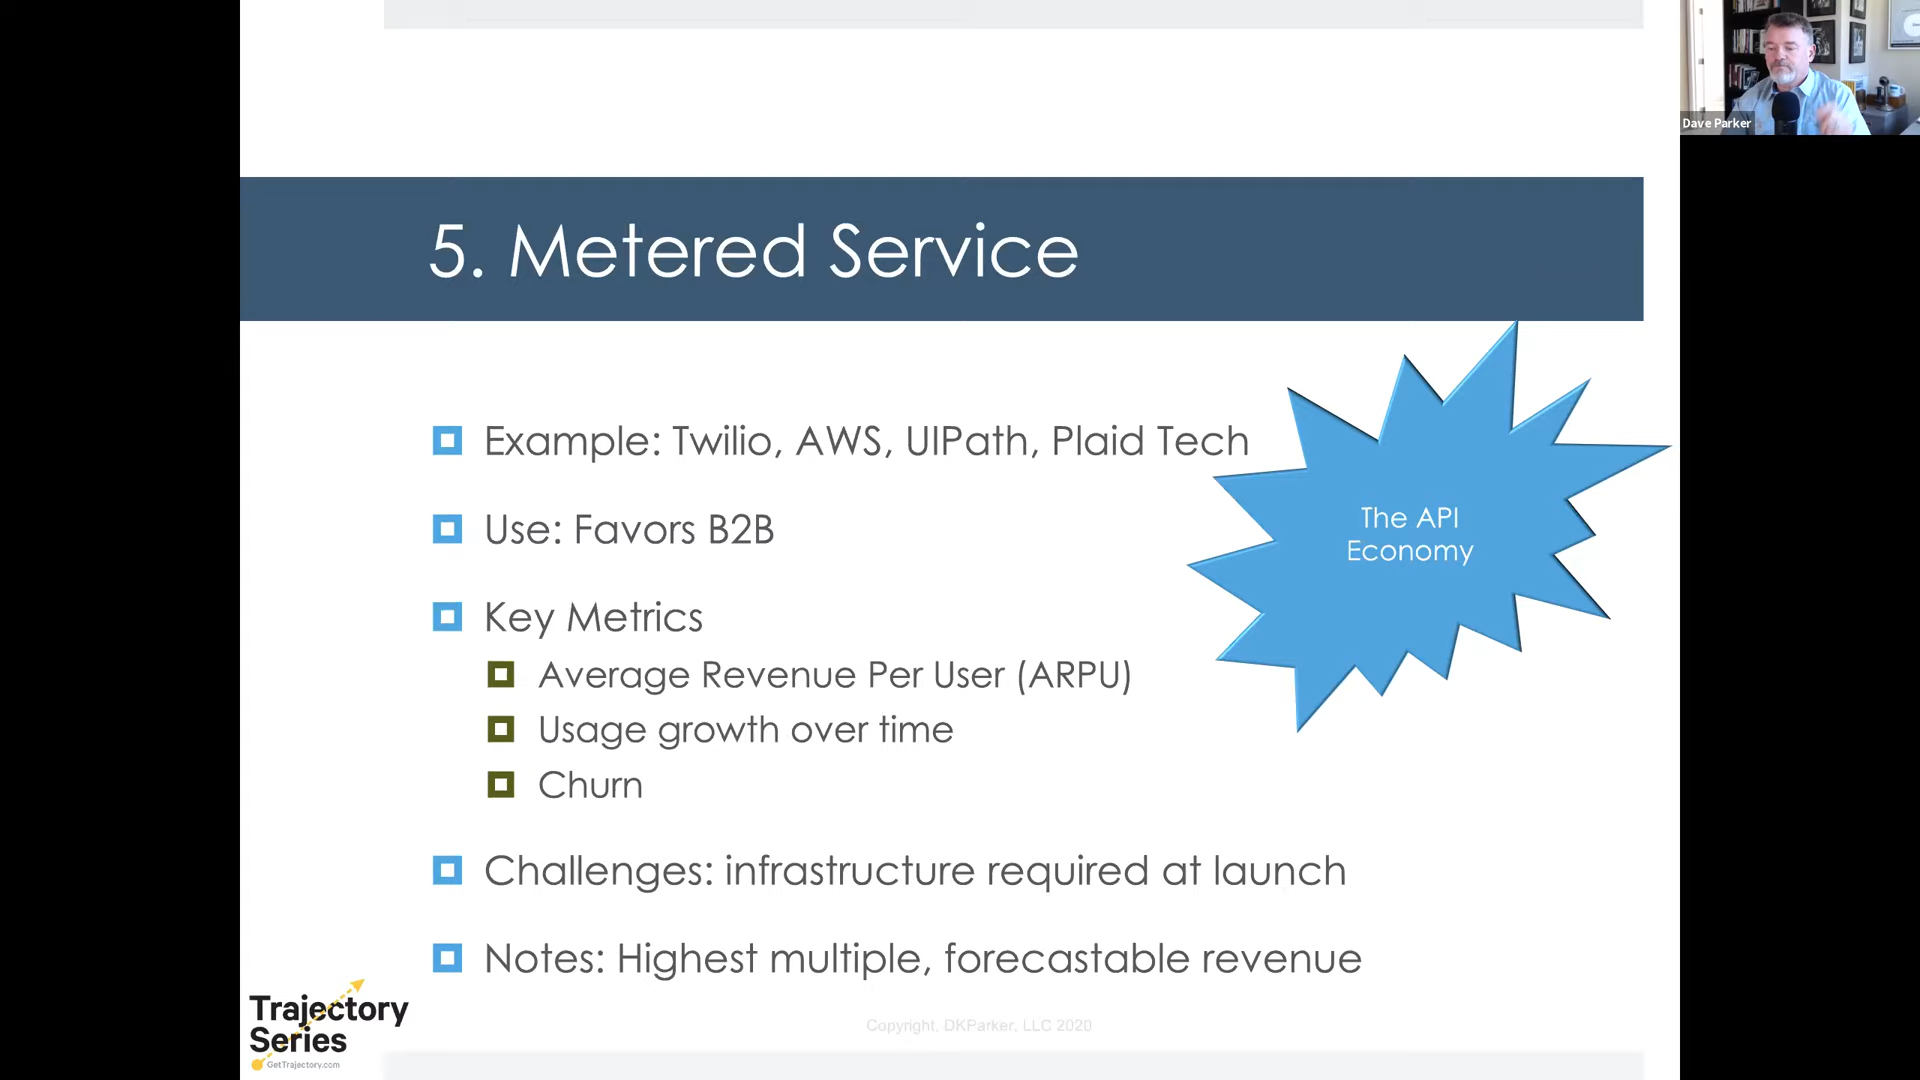 Dave Parker
5. Metered Service
Example: Twilio, AWS, UIPath, Plaid Tech
The API
Economy
Use: Favors B2B
Key Metrics
Average Revenue Per User (ARPU)
Usage growth over time
Churn
Challenges: infrastructure required at launch
Notes: Highest multiple, forecastable revenue
Trajectory
Series
GetTrajectory.com
Copyright, DKParker, LLC 2020